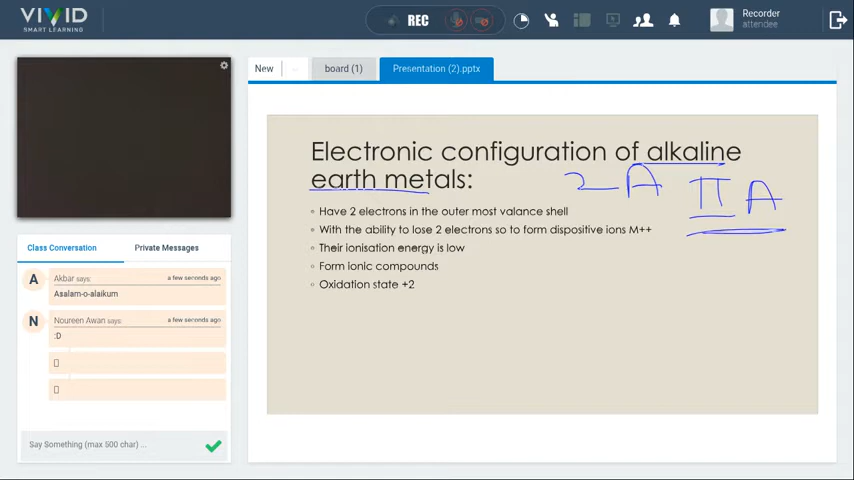 VIVID
SMART LEARNING
REC
Recorder
attendee
New
board (1)
Presentation (2).pptx
Electronic configuration of alkaline
earth metals:
2 A
II A
Have 2 electrons in the outer most valance shell
With the ability to lose 2 electrons so to form dispositive ions M++
Their ionisation energy is low
Form ionic compounds
Oxidation state +2
Class Conversation
Private Messages
A
Akbar says:
a few seconds ago
Asalam-o-alaikum
N
Noureen Awan says:
a few seconds ago
:D
Say Something (max 500 char) ...